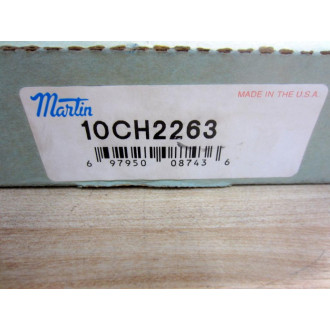 Martin
MADE IN THE U.S.A.
10CH2263
6 97950 08743 6